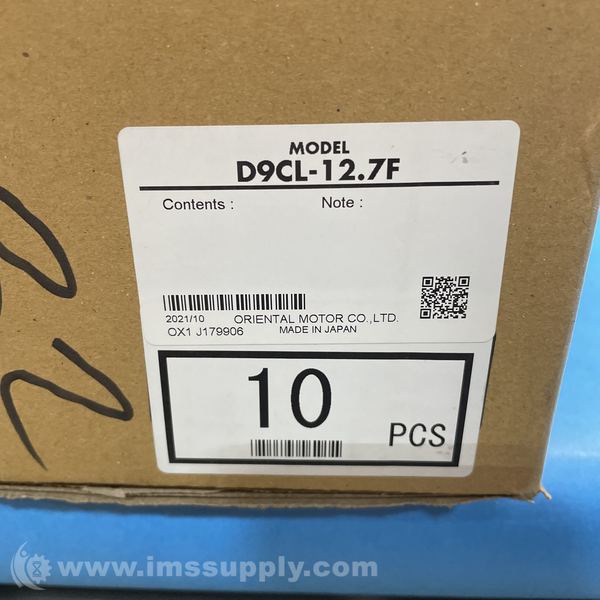 MODEL
D9CL-12.7F
Contents :    Note :
2021/10    ORIENTAL MOTOR CO.,LTD.
OX1 J179906    MADE IN JAPAN
10
PCS
www.imssupply.com